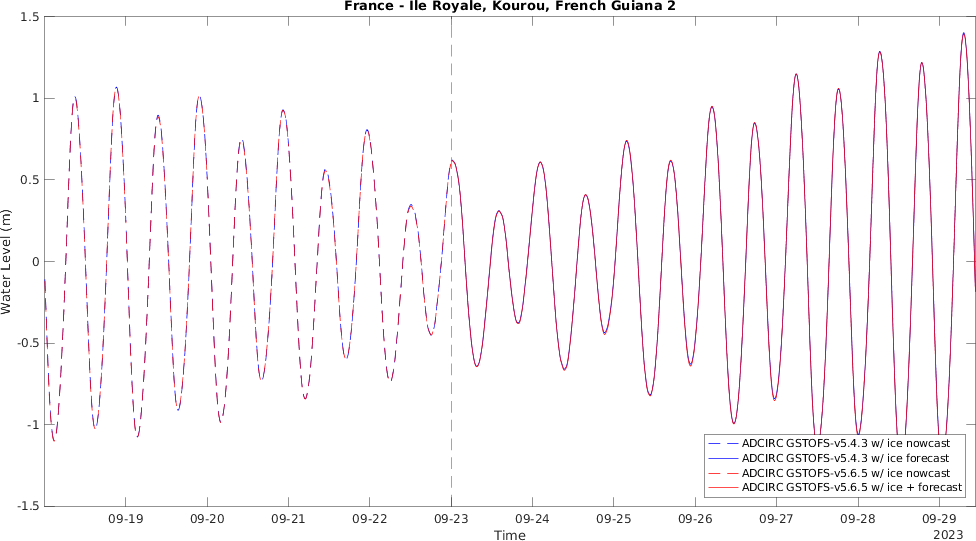 France - Ile Royale, Kourou, French Guiana 2
Water Level (m)
1.5
1
0.5
0
-0.5
-1
-1.5
09-19
09-20
09-21
09-22
09-23
09-24
09-25
09-26
09-27
09-28
09-29
2023
Time
ADCIRC GSTOFS-v5.4.3 w/ ice nowcast
ADCIRC GSTOFS-v5.4.3 w/ ice forecast
ADCIRC GSTOFS-v5.6.5 w/ ice nowcast
ADCIRC GSTOFS-v5.6.5 w/ ice + forecast